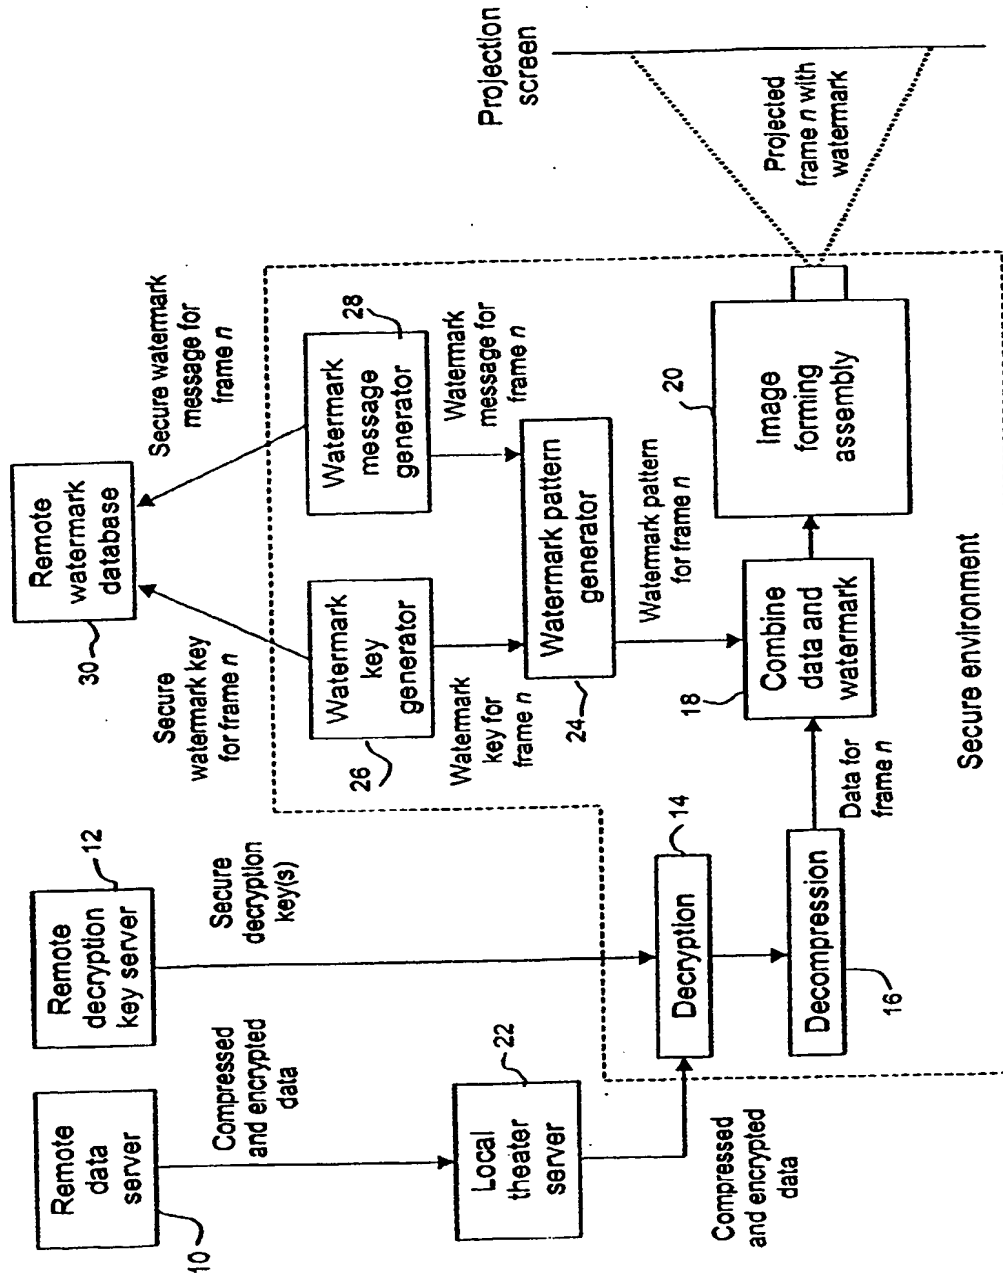 Remote
data
server
10
Compressed
and encrypted
data
Local
theater
server
22
Compressed
and encrypted
data
Remote
decryption
key server
12
Secure
decryption
key(s)
Decryption
14
Decompression
16
Data for
frame n
Remote
watermark
database
30
Secure
watermark key
for frame n
Secure watermark
message for
frame n
Watermark
key
generator
26
Watermark
message
generator
28
Watermark
key for
frame n
Watermark
message for
frame n
Watermark pattern
generator
24
Watermark pattern
for frame n
Combine
data and
watermark
18
Image
forming
assembly
20
Secure environment
Projection
screen
Projected
frame n with
watermark